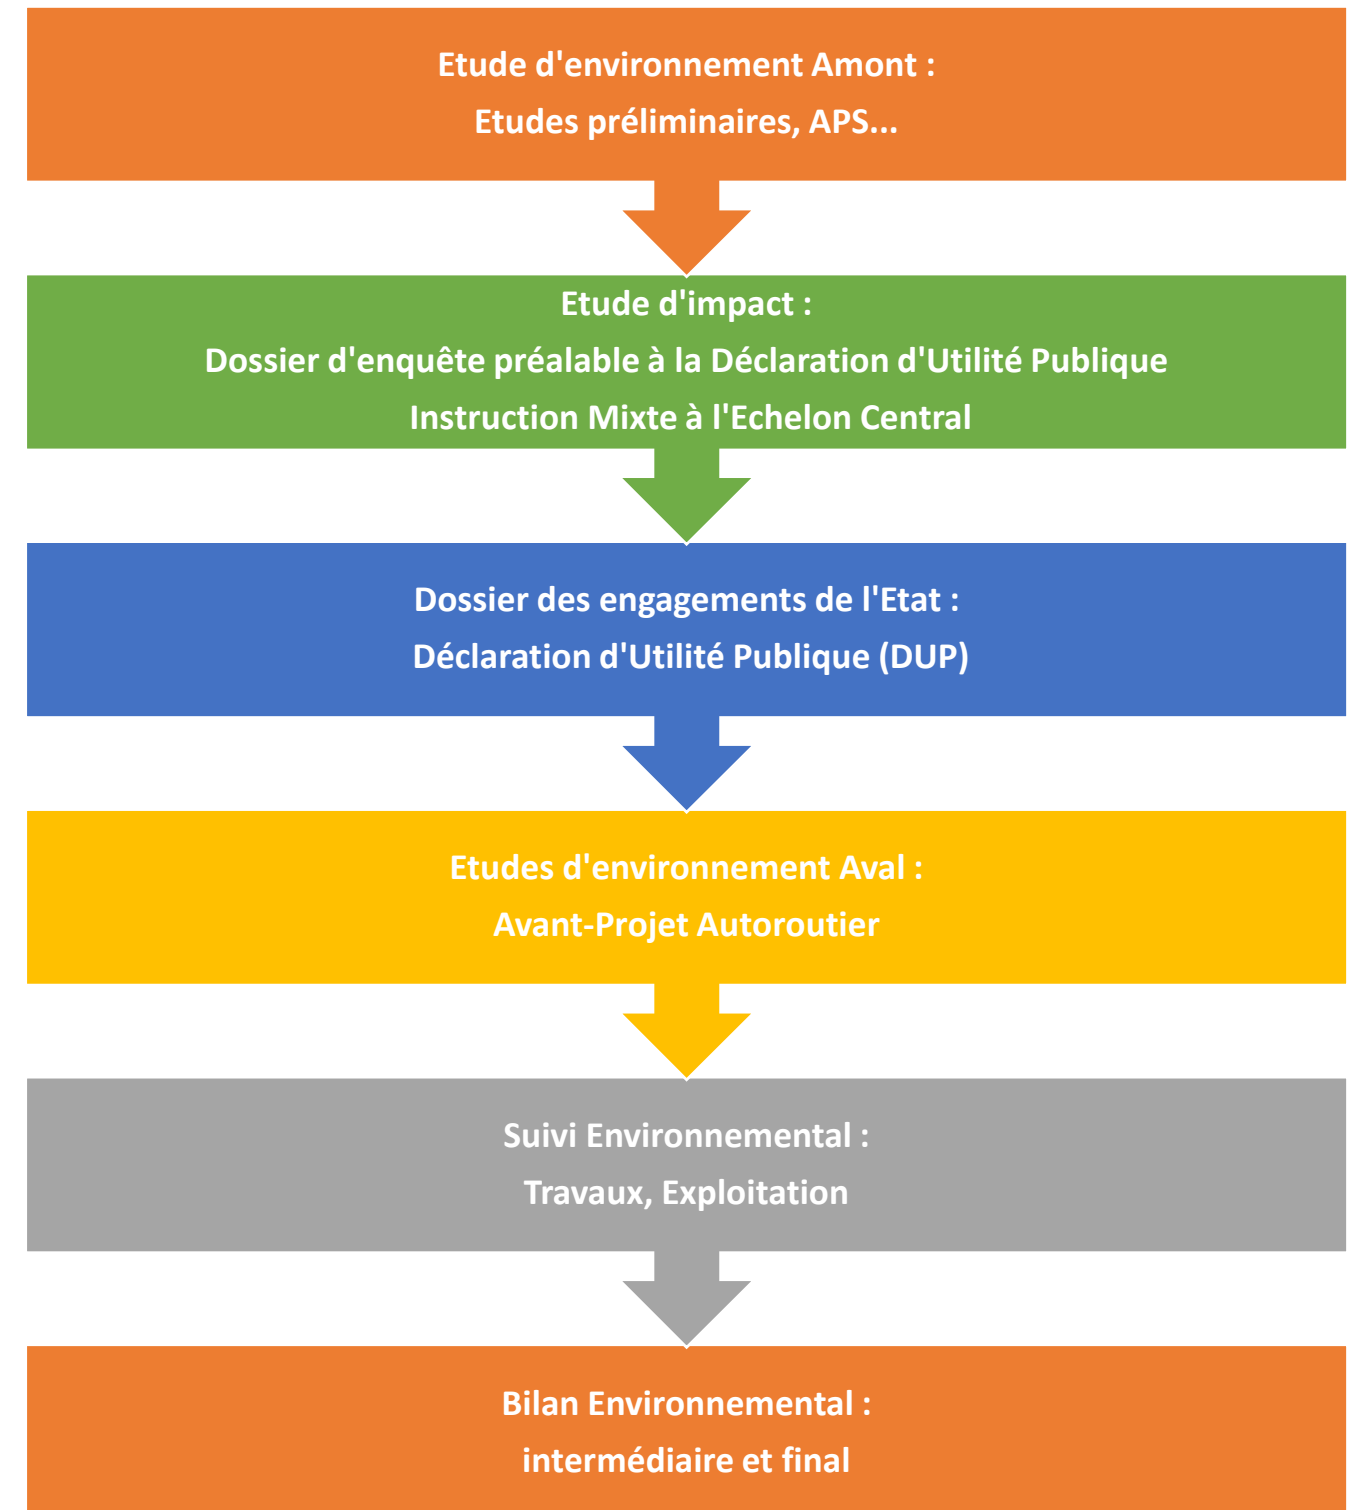 Etude d'environnement Amont :
Etudes préliminaires, APS...
Etude d'impact :
Dossier d'enquête préalable à la Déclaration d'Utilité Publique
Instruction Mixte à l'Echelon Central
Dossier des engagements de l'Etat :
Déclaration d'Utilité Publique (DUP)
Etudes d'environnement Aval :
Avant-Projet Autoroutier
Suivi Environnemental :
Travaux, Exploitation
Bilan Environnemental :
intermédiaire et final